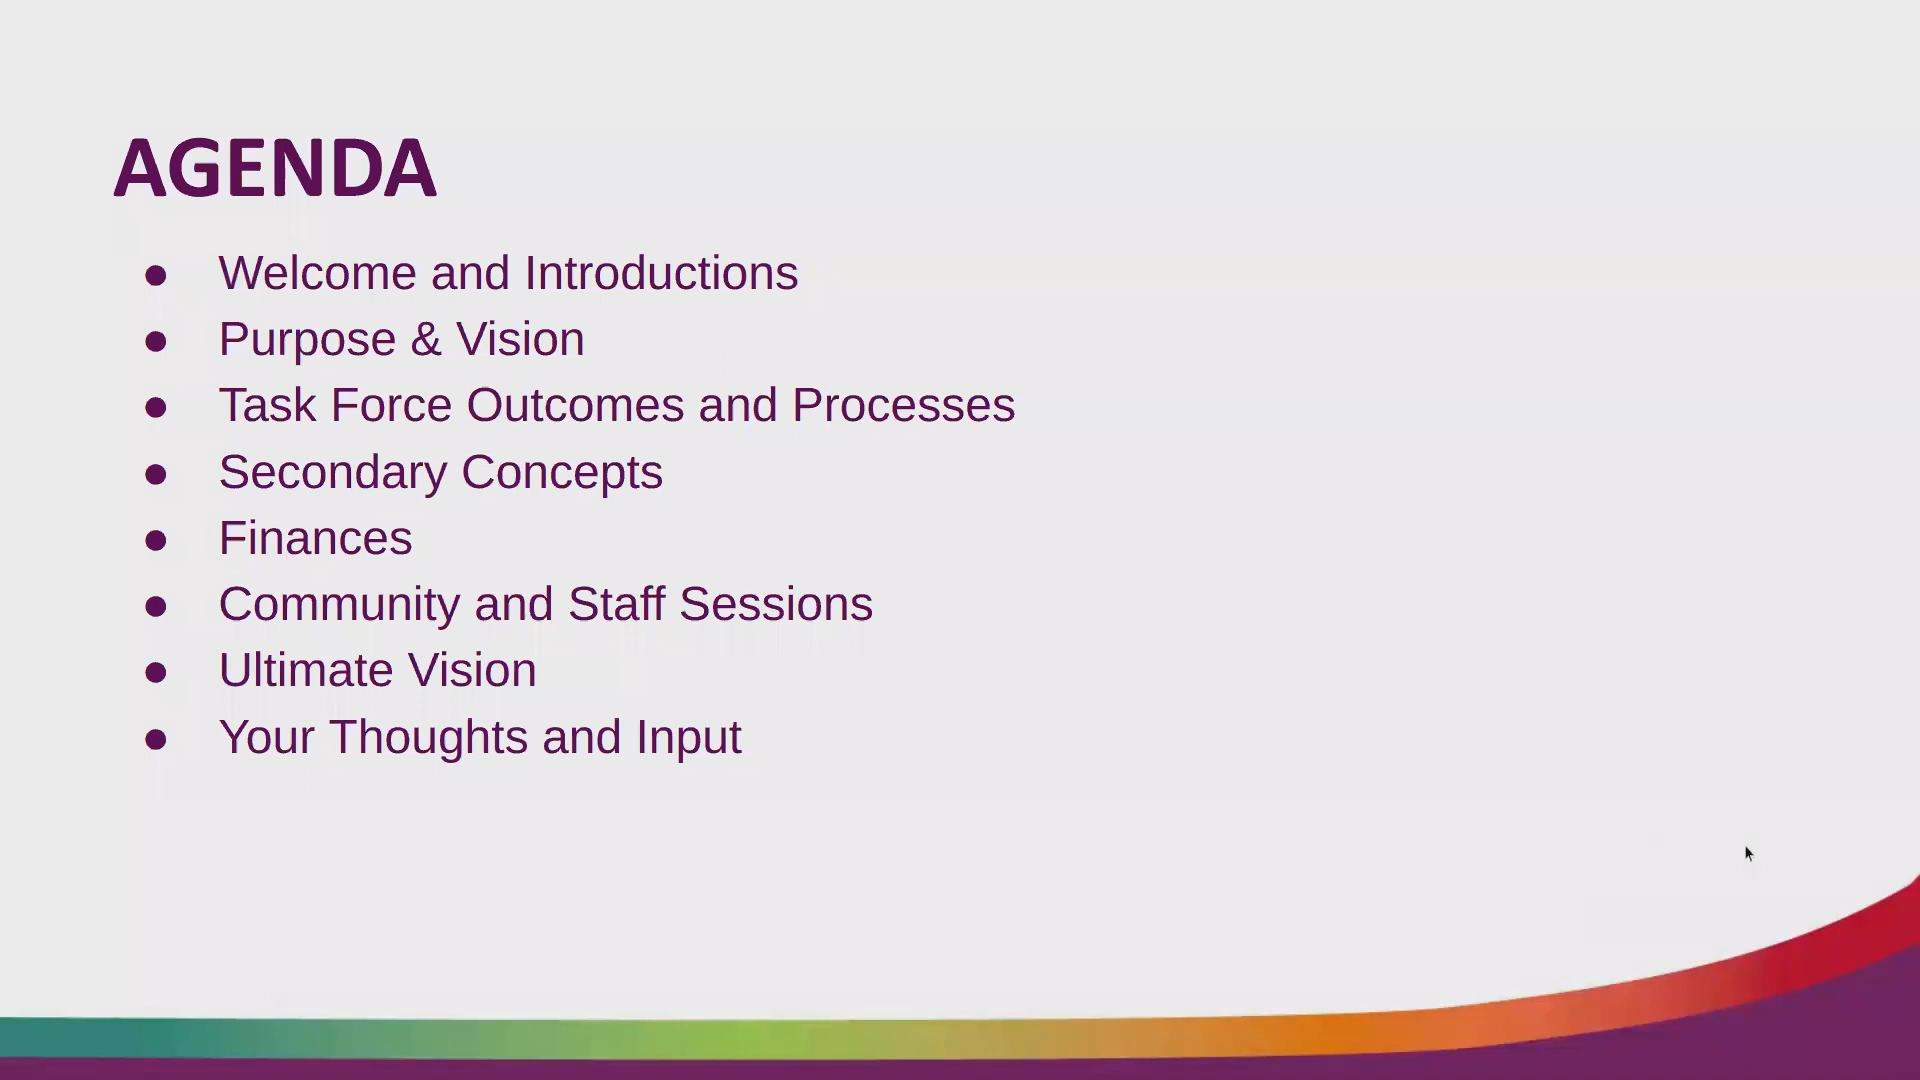 AGENDA
● Welcome and Introductions
● Purpose & Vision
● Task Force Outcomes and Processes
● Secondary Concepts
● Finances
● Community and Staff Sessions
● Ultimate Vision
● Your Thoughts and Input